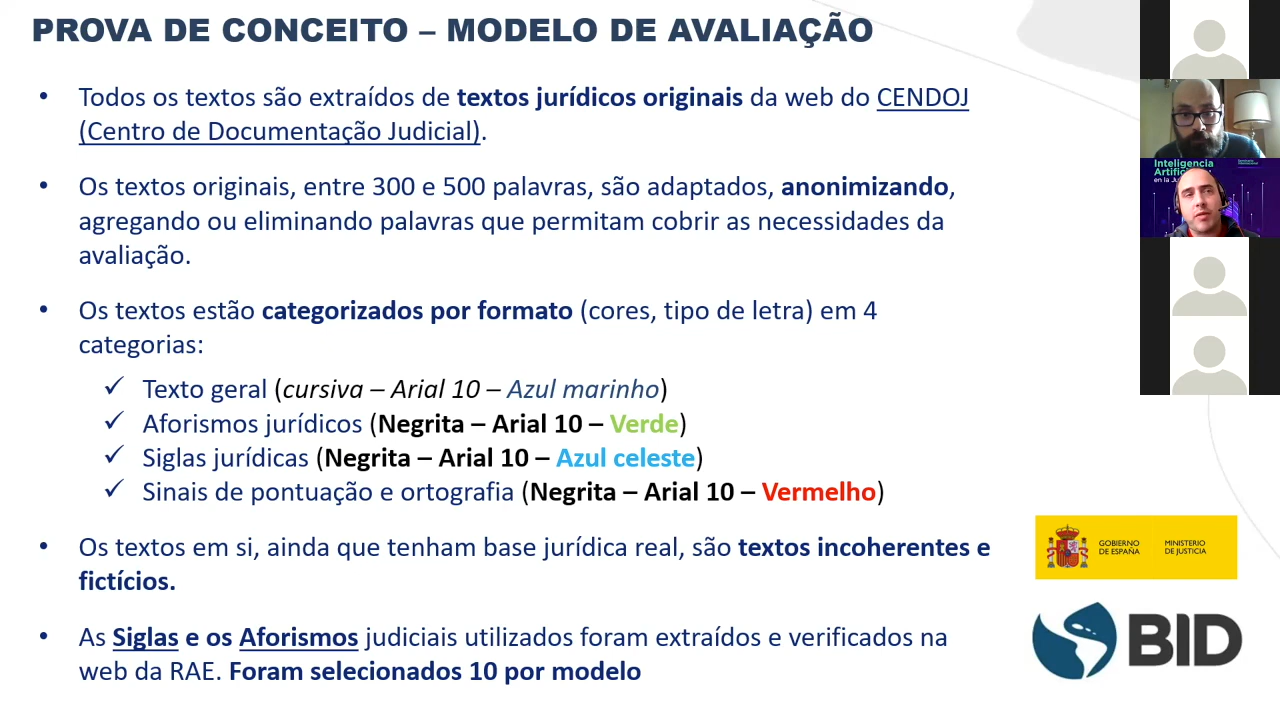 PROVA DE CONCEITO – MODELO DE AVALIAÇÃO
• Todos os textos são extraídos de textos jurídicos originais da web do CENDOJ
(Centro de Documentação Judicial).
• Os textos originais, entre 300 e 500 palavras, são adaptados, anonimizando,
agregando ou eliminando palavras que permitam cobrir as necessidades da
avaliação.
• Os textos estão categorizados por formato (cores, tipo de letra) em 4
categorias:
✓ Texto geral (cursiva – Arial 10 – Azul marinho)
✓ Aforismos jurídicos (Negrita – Arial 10 – Verde)
✓ Siglas jurídicas (Negrita – Arial 10 – Azul celeste)
✓ Sinais de pontuação e ortografia (Negrita – Arial 10 – Vermelho)
• Os textos em si, ainda que tenham base jurídica real, são textos incoherentes e
fictícios.
• As Siglas e os Aforismos judiciais utilizados foram extraídos e verificados na
web da RAE. Foram selecionados 10 por modelo
Inteligencia
GOBIERNO
DE ESPAÑA
MINISTERIO
DE JUSTICIA
BID